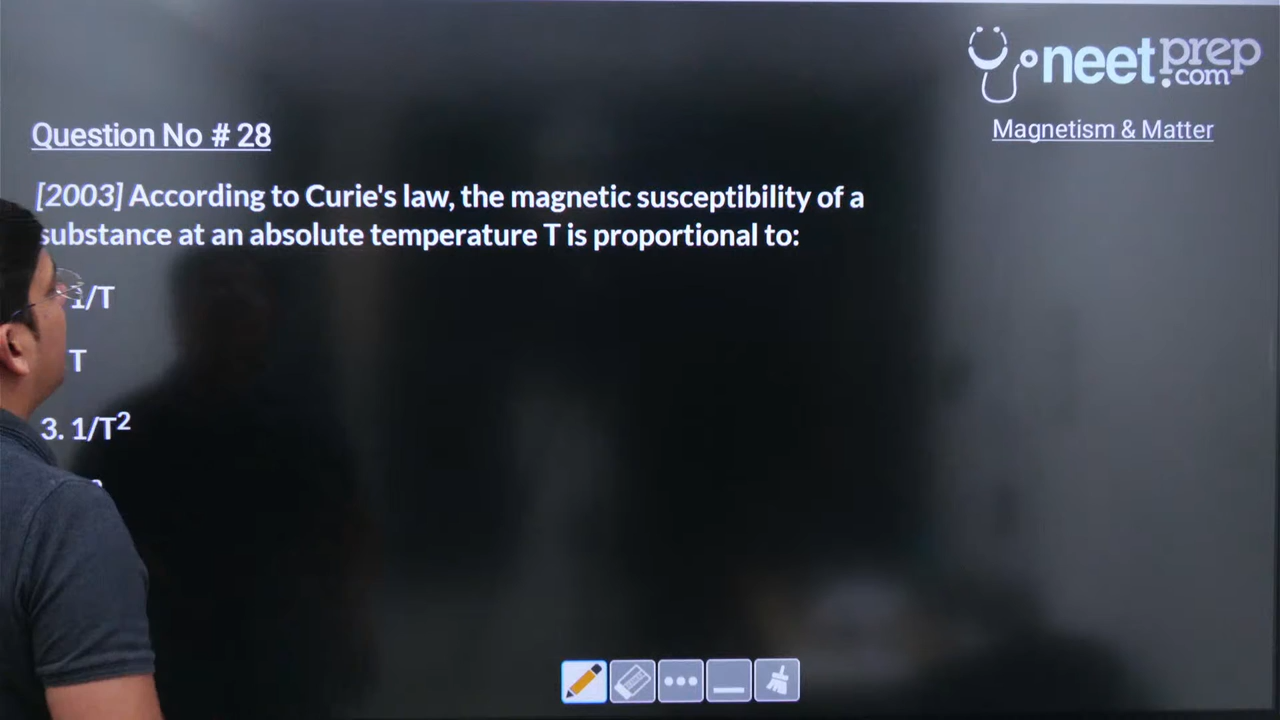 neetprep
.com
Question No # 28
Magnetism & Matter
[2003] According to Curie's law, the magnetic susceptibility of a
substance at an absolute temperature T is proportional to:
1/T
T
3. 1/T²